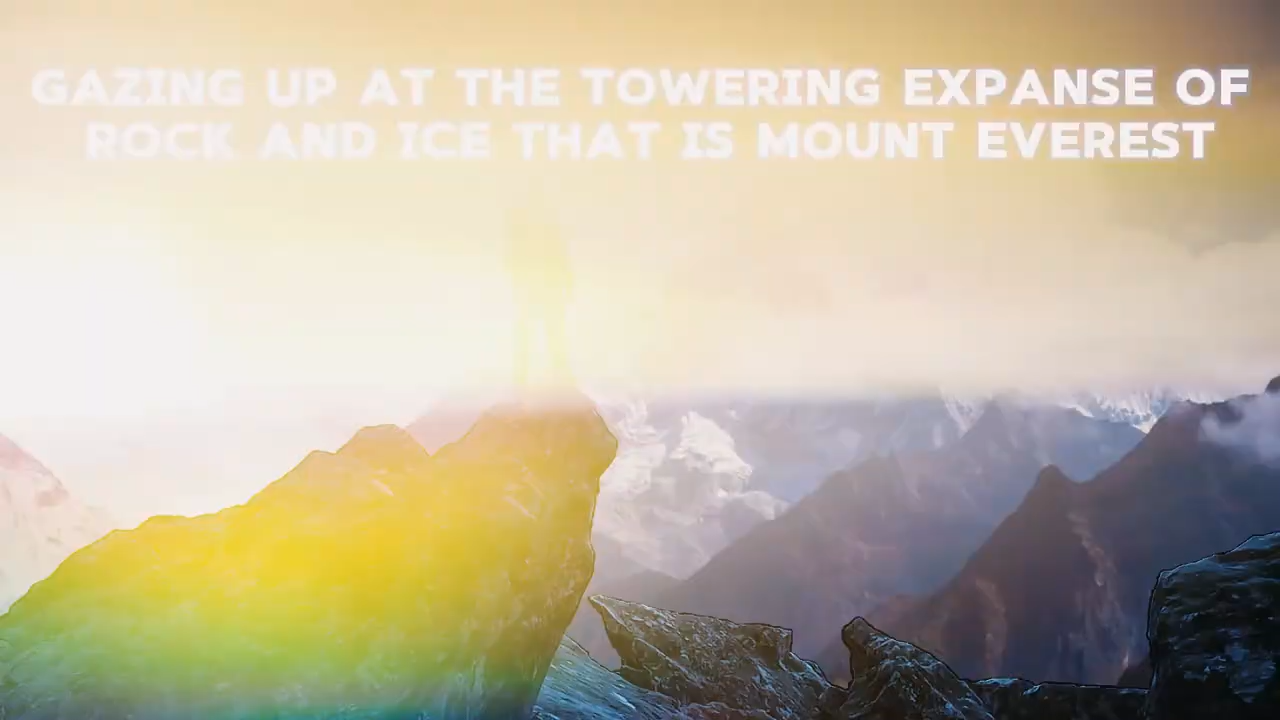 GAZING UP AT THE TOWERING EXPANSE OF
ROCK AND ICE THAT IS MOUNT EVEREST